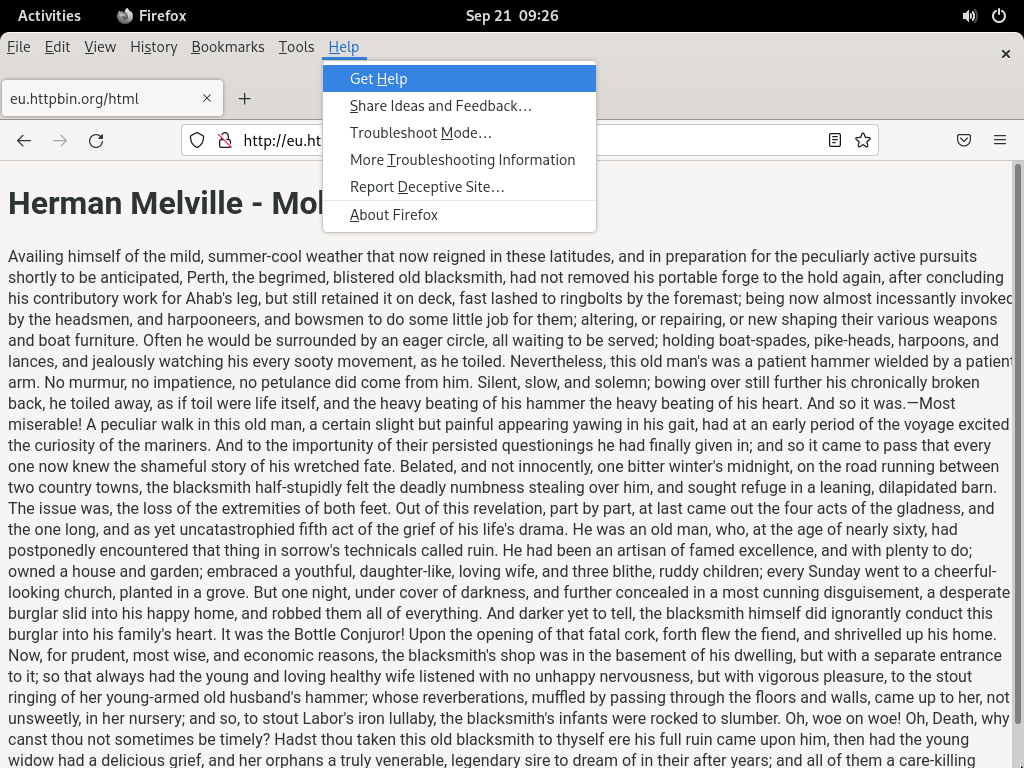 Activities Firefox Sep 21 09:26
File Edit View History Bookmarks Tools Help
eu.httpbin.org/html
http://eu.ht
Get Help
Share Ideas and Feedback…
Troubleshoot Mode…
More Troubleshooting Information
Report Deceptive Site…
About Firefox
Herman Melville - Mo
Availing himself of the mild, summer-cool weather that now reigned in these latitudes, and in preparation for the peculiarly active pursuits
shortly to be anticipated, Perth, the begrimed, blistered old blacksmith, had not removed his portable forge to the hold again, after concluding
his contributory work for Ahab's leg, but still retained it on deck, fast lashed to ringbolts by the foremast; being now almost incessantly invoked
by the headsmen, and harpooneers, and bowsmen to do some little job for them; altering, or repairing, or new shaping their various weapons
and boat furniture. Often he would be surrounded by an eager circle, all waiting to be served; holding boat-spades, pike-heads, harpoons, and
lances, and jealously watching his every sooty movement, as he toiled. Nevertheless, this old man's was a patient hammer wielded by a patient
arm. No murmur, no impatience, no petulance did come from him. Silent, slow, and solemn; bowing over still further his chronically broken
back, he toiled away, as if toil were life itself, and the heavy beating of his hammer the heavy beating of his heart. And so it was.—Most
miserable! A peculiar walk in this old man, a certain slight but painful appearing yawing in his gait, had at an early period of the voyage excited
the curiosity of the mariners. And to the importunity of their persisted questionings he had finally given in; and so it came to pass that every
one now knew the shameful story of his wretched fate. Belated, and not innocently, one bitter winter's midnight, on the road running between
two country towns, the blacksmith half-stupidly felt the deadly numbness stealing over him, and sought refuge in a leaning, dilapidated barn.
The issue was, the loss of the extremities of both feet. Out of this revelation, part by part, at last came out the four acts of the gladness, and
the one long, and as yet uncatastrophied fifth act of the grief of his life's drama. He was an old man, who, at the age of nearly sixty, had
postponedly encountered that thing in sorrow's technicals called ruin. He had been an artisan of famed excellence, and with plenty to do;
owned a house and garden; embraced a youthful, daughter-like, loving wife, and three blithe, ruddy children; every Sunday went to a cheerful-
looking church, planted in a grove. But one night, under cover of darkness, and further concealed in a most cunning disguisement, a desperate
burglar slid into his happy home, and robbed them all of everything. And darker yet to tell, the blacksmith himself did ignorantly conduct this
burglar into his family's heart. It was the Bottle Conjuror! Upon the opening of that fatal cork, forth flew the fiend, and shrivelled up his home.
Now, for prudent, most wise, and economic reasons, the blacksmith's shop was in the basement of his dwelling, but with a separate entrance
to it; so that always had the young and loving healthy wife listened with no unhappy nervousness, but with vigorous pleasure, to the stout
ringing of her young-armed old husband's hammer; whose reverberations, muffled by passing through the floors and walls, came up to her, not
unsweetly, in her nursery; and so, to stout Labor's iron lullaby, the blacksmith's infants were rocked to slumber. Oh, woe on woe! Oh, Death, why
canst thou not sometimes be timely? Hadst thou taken this old blacksmith to thyself ere his full ruin came upon him, then had the young
widow had a delicious grief, and her orphans a truly venerable, legendary sire to dream of in their after years; and all of them a care-killing